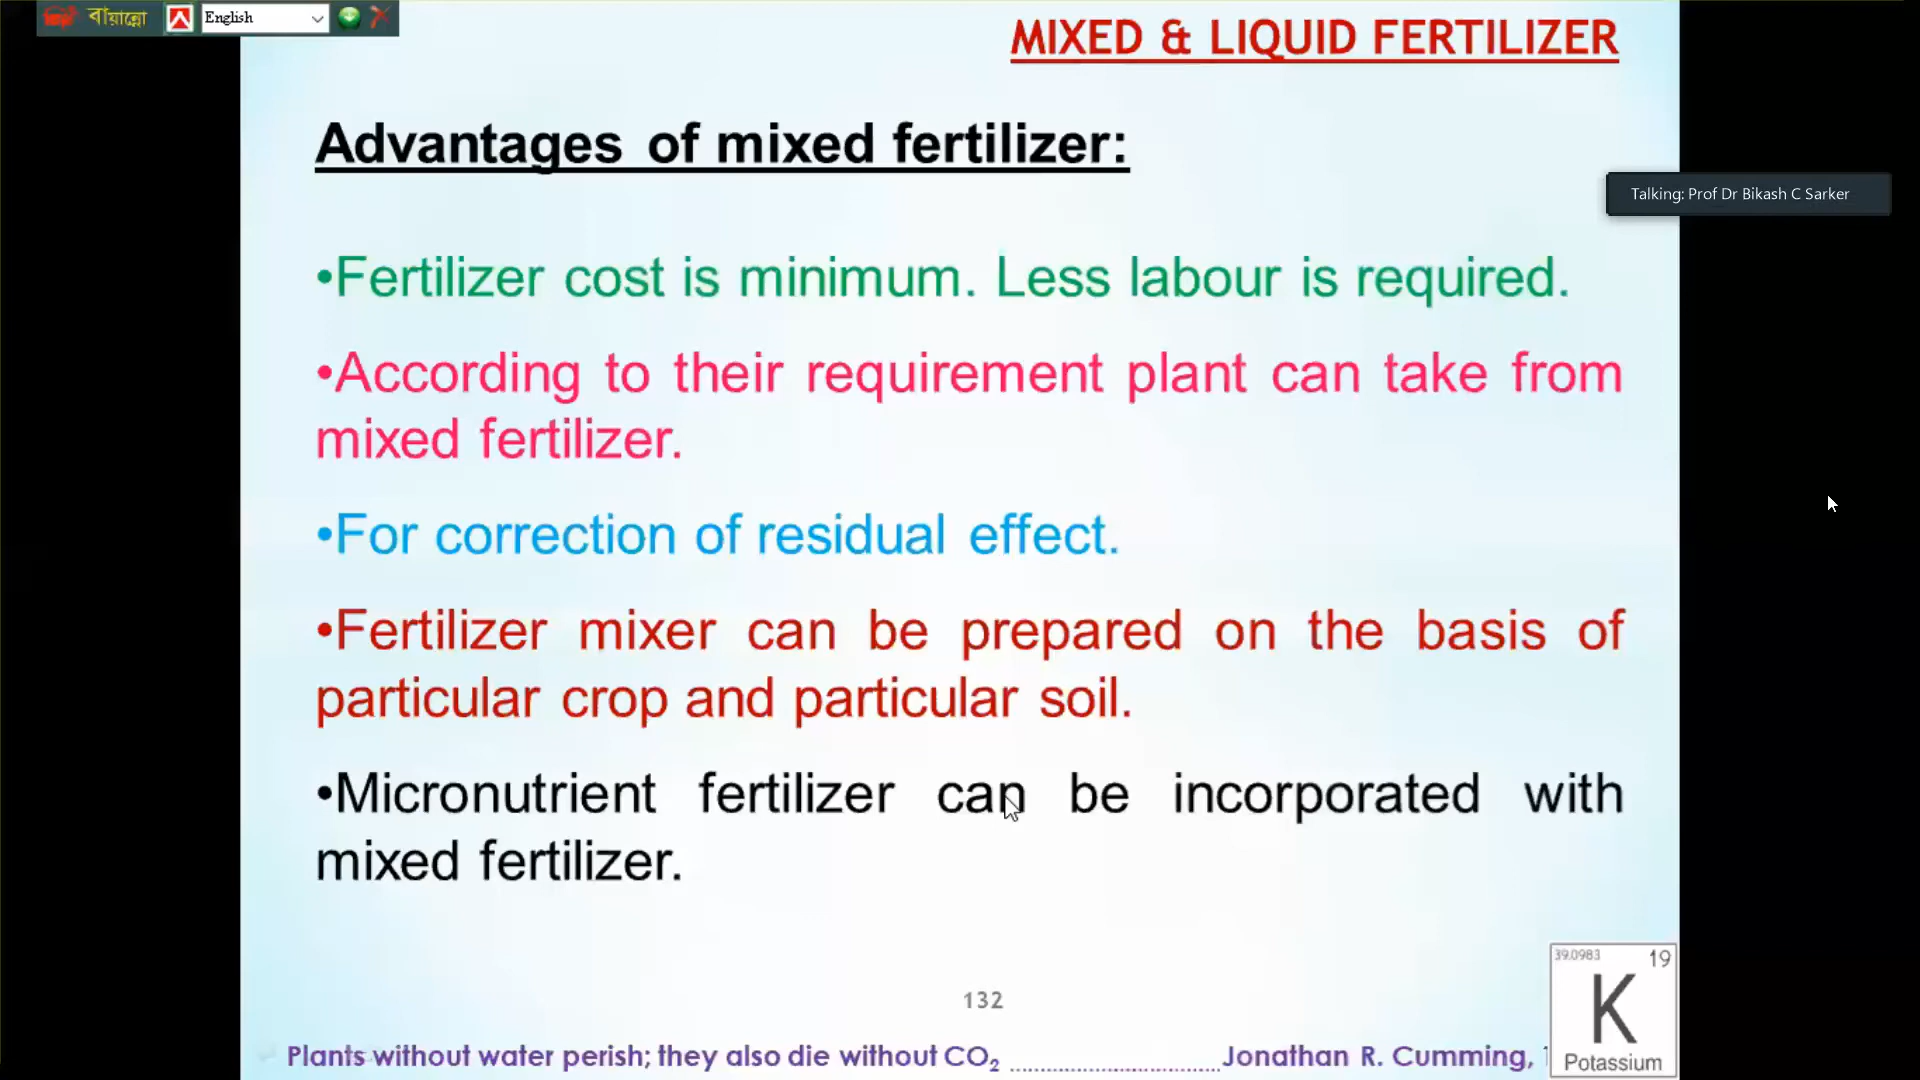 বায়ান্নো
English
MIXED & LIQUID FERTILIZER
Advantages of mixed fertilizer:
Talking: Prof Dr Bikash C Sarker
•Fertilizer cost is minimum. Less labour is required.
•According to their requirement plant can take from
mixed fertilizer.
•For correction of residual effect.
•Fertilizer mixer can be prepared on the basis of
particular crop and particular soil.
•Micronutrient fertilizer can be incorporated with
mixed fertilizer.
132
39.0983 19
K
Potassium
Plants without water perish; they also die without CO₂ ................................Jonathan R. Cumming,